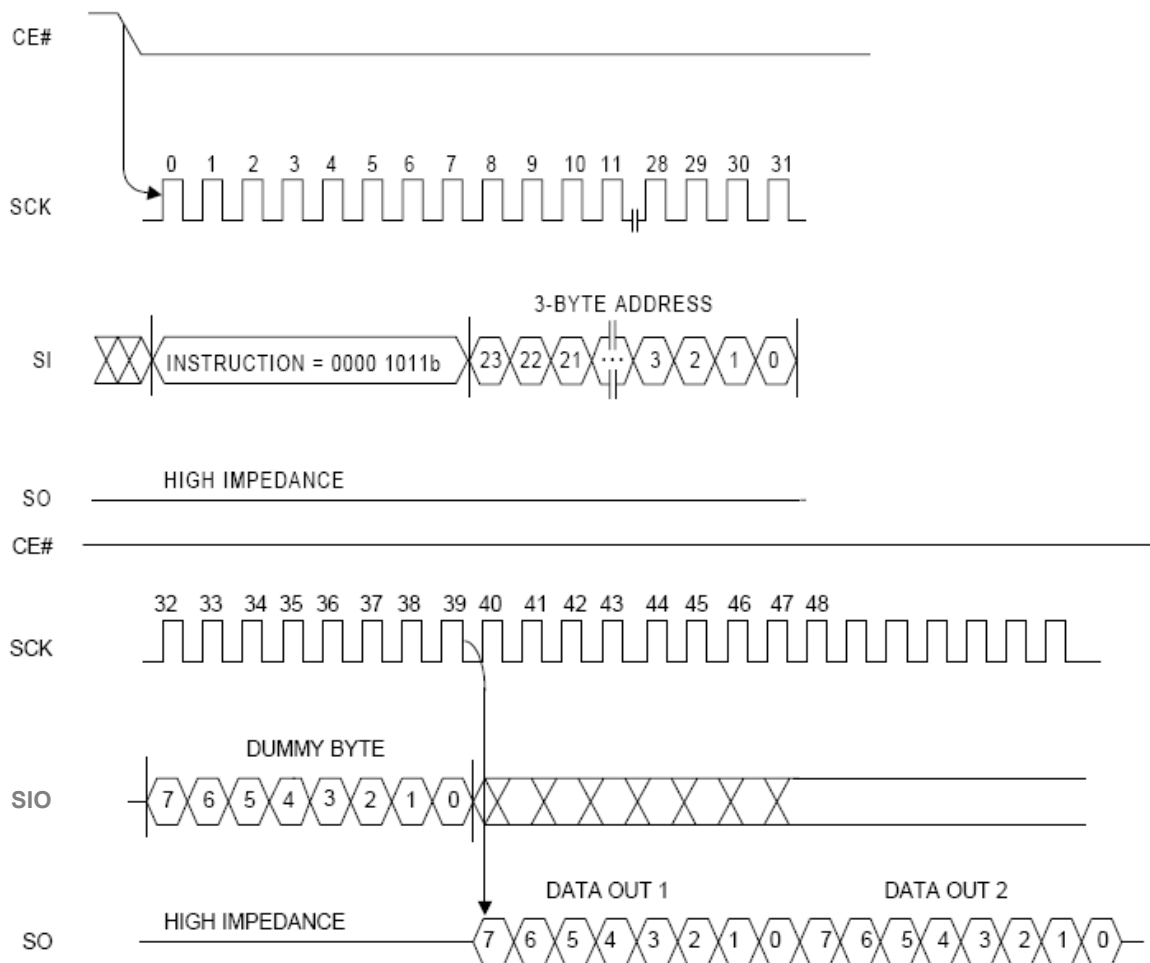 CE#
0 1 2 3 4 5 6 7 8 9 10 11 28 29 30 31
SCK
3-BYTE ADDRESS
SI INSTRUCTION = 0000 1011b 23 22 21 ... 3 2 1 0
HIGH IMPEDANCE
SO
CE#
32 33 34 35 36 37 38 39 40 41 42 43 44 45 46 47 48
SCK
DUMMY BYTE
SIO 7 6 5 4 3 2 1 0
DATA OUT 1 DATA OUT 2
HIGH IMPEDANCE
SO 7 6 5 4 3 2 1 0 7 6 5 4 3 2 1 0